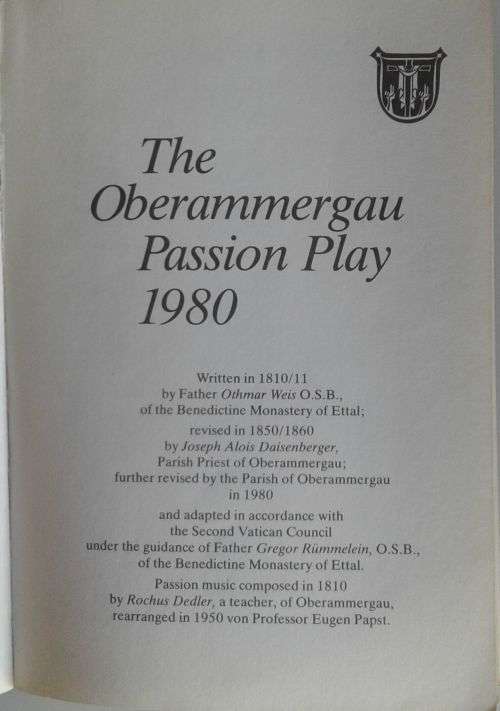 The
Oberammergau
Passion Play
1980
Written in 1810/11
by Father Othmar Weis O.S.B.,
of the Benedictine Monastery of Ettal;
revised in 1850/1860
by Joseph Alois Daisenberger,
Parish Priest of Oberammergau;
further revised by the Parish of Oberammergau
in 1980
and adapted in accordance with
the Second Vatican Council
under the guidance of Father Gregor Rümmelein, O.S.B.,
of the Benedictine Monastery of Ettal.
Passion music composed in 1810
by Rochus Dedler, a teacher, of Oberammergau,
rearranged in 1950 von Professor Eugen Papst.